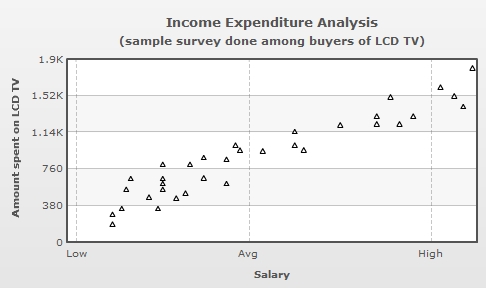 Income Expenditure Analysis
(sample survey done among buyers of LCD TV)
Amount spent on LCD TV
1.9K
1.52K
1.14K
760
380
0
Low Avg High
Salary